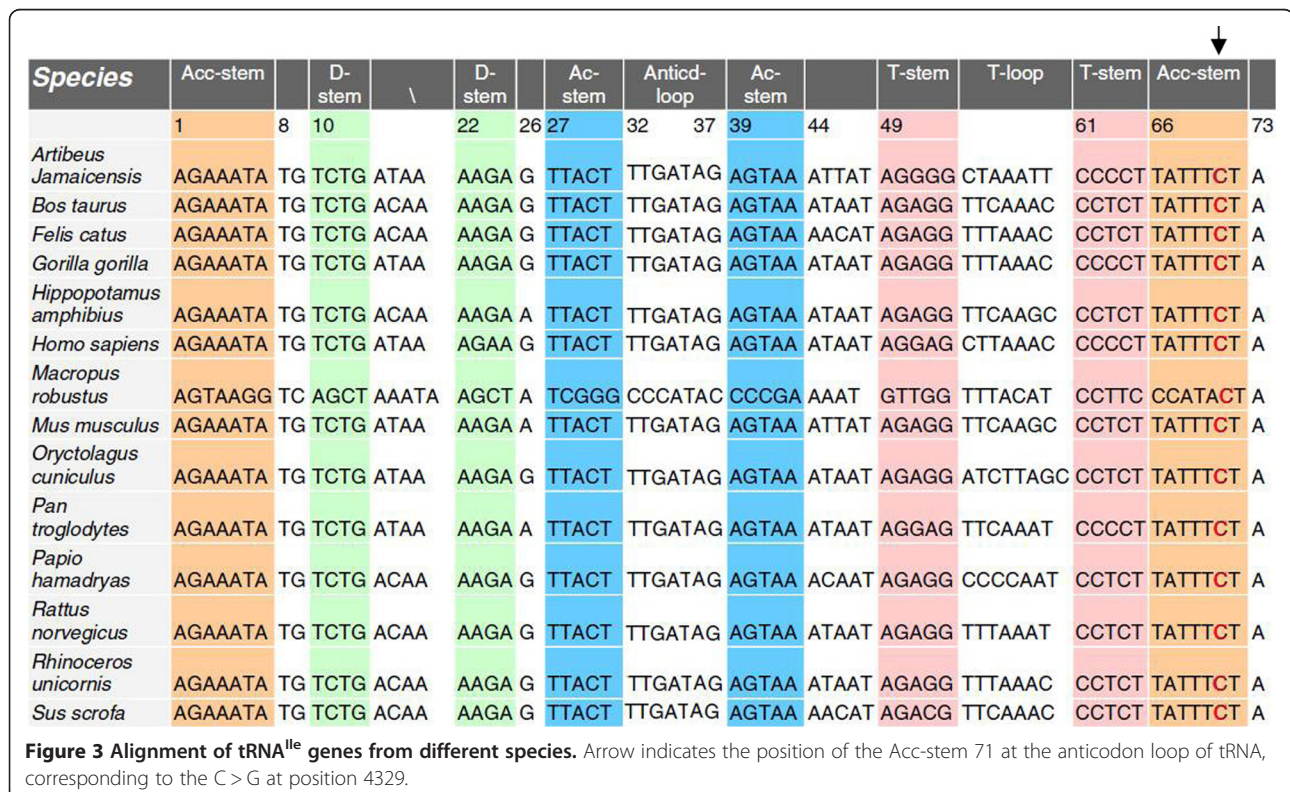 Species Acc-stem D-stem \ D-stem Ac-stem Anticd-loop Ac-stem T-stem T-loop T-stem Acc-stem
1 8 10 22 26 27 32 37 39 44 49 61 66 73
Artibeus Jamaicensis AGAAATA TG TCTG ATAA AAGA G TTACT TTGATAG AGTAA ATTAT AGGGG CTAAATT CCCCT TATTTCT A
Bos taurus AGAAATA TG TCTG ACAA AAGA G TTACT TTGATAG AGTAA ATAAT AGAGG TTCAAAC CCTCT TATTTCT A
Felis catus AGAAATA TG TCTG ACAA AAGA G TTACT TTGATAG AGTAA AACAT AGAGG TTTAAAC CCTCT TATTTCT A
Gorilla gorilla AGAAATA TG TCTG ATAA AAGA G TTACT TTGATAG AGTAA ATAAT AGAGG TTTAAAC CCCCT TATTTCT A
Hippopotamus amphibius AGAAATA TG TCTG ACAA AAGA A TTACT TTGATAG AGTAA ATAAT AGAGG TTCAAGC CCTCT TATTTCT A
Homo sapiens AGAAATA TG TCTG ATAA AGAA G TTACT TTGATAG AGTAA ATAAT AGGAG CTTAAAC CCCCT TATTTCT A
Macropus robustus AGTAAGG TC AGCT AAATA AGCT A TCGGG CCCATAC CCCGA AAAT GTTGG TTTACAT CCTTC CCATACT A
Mus musculus AGAAATA TG TCTG ATAA AAGA A TTACT TTGATAG AGTAA ATTAT AGAGG TTCAAGC CCTCT TATTTCT A
Oryctolagus cuniculus AGAAATA TG TCTG ATAA AAGA G TTACT TTGATAG AGTAA ATAAT AGAGG ATCTTAGC CCTCT TATTTCT A
Pan troglodytes AGAAATA TG TCTG ATAA AAGA A TTACT TTGATAG AGTAA ATAAT AGGAG TTCAAAT CCCCT TATTTCT A
Papio hamadryas AGAAATA TG TCTG ACAA AAGA G TTACT TTGATAG AGTAA ACAAT AGAGG CCCCAAT CCTCT TATTTCT A
Rattus norvegicus AGAAATA TG TCTG ACAA AAGA G TTACT TTGATAG AGTAA ATAAT AGAGG TTTAAAT CCTCT TATTTCT A
Rhinoceros unicornis AGAAATA TG TCTG ACAA AAGA G TTACT TTGATAG AGTAA ATAAT AGAGG TTTAAAC CCTCT TATTTCT A
Sus scrofa AGAAATA TG TCTG ACAA AAGA G TTACT TTGATAG AGTAA AACAT AGACG TTCAAAC CCTCT TATTTCT A
Figure 3 Alignment of tRNA^Ile genes from different species. Arrow indicates the position of the Acc-stem 71 at the anticodon loop of tRNA,
corresponding to the C > G at position 4329.